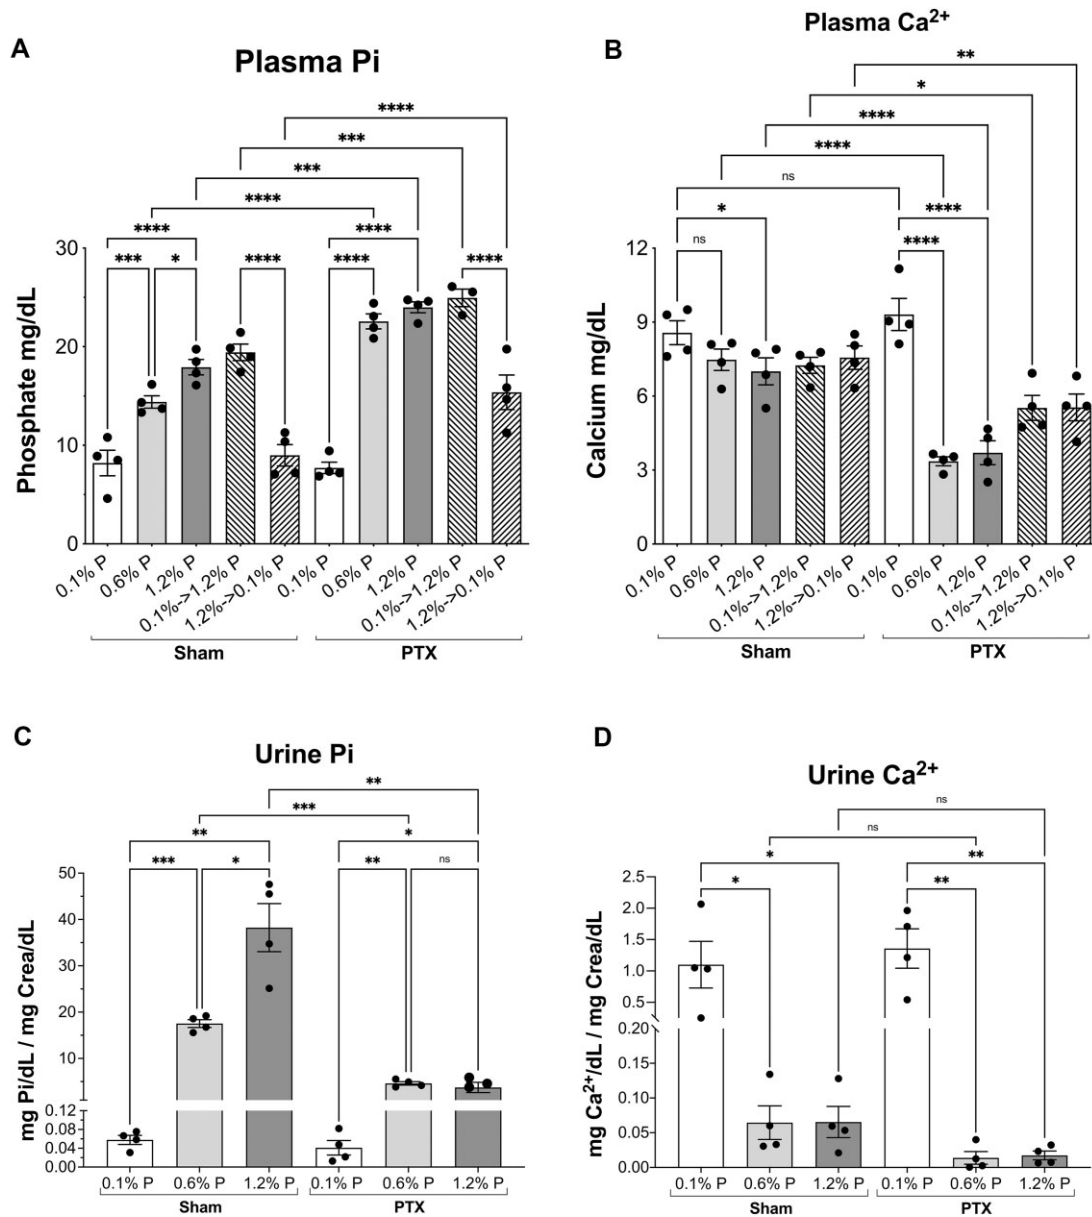 A
Plasma Pi
****
***
***
****
****
****
***
*
****
****
****
****
Phosphate mg/dL
30
20
10
0
0.1% P
0.6% P
1.2% P
0.1%->1.2% P
1.2%->0.1% P
0.1% P
0.6% P
1.2% P
0.1%->1.2% P
1.2%->0.1% P
Sham
PTX
B
Plasma Ca²⁺
**
*
****
****
ns
*
****
ns
****
Calcium mg/dL
12
9
6
3
0
0.1% P
0.6% P
1.2% P
0.1%->1.2% P
1.2%->0.1% P
0.1% P
0.6% P
1.2% P
0.1%->1.2% P
1.2%->0.1% P
Sham
PTX
C
Urine Pi
**
***
**
*
***
*
**
ns
mg Pi/dL / mg Crea/dL
50
40
30
20
10
0.12
0.08
0.04
0.00
0.1% P
0.6% P
1.2% P
0.1% P
0.6% P
1.2% P
Sham
PTX
D
Urine Ca²⁺
ns
ns
*
**
*
**
mg Ca²⁺/dL / mg Crea/dL
2.5
2.0
1.5
1.0
0.5
0.20
0.15
0.10
0.05
0.00
0.1% P
0.6% P
1.2% P
0.1% P
0.6% P
1.2% P
Sham
PTX